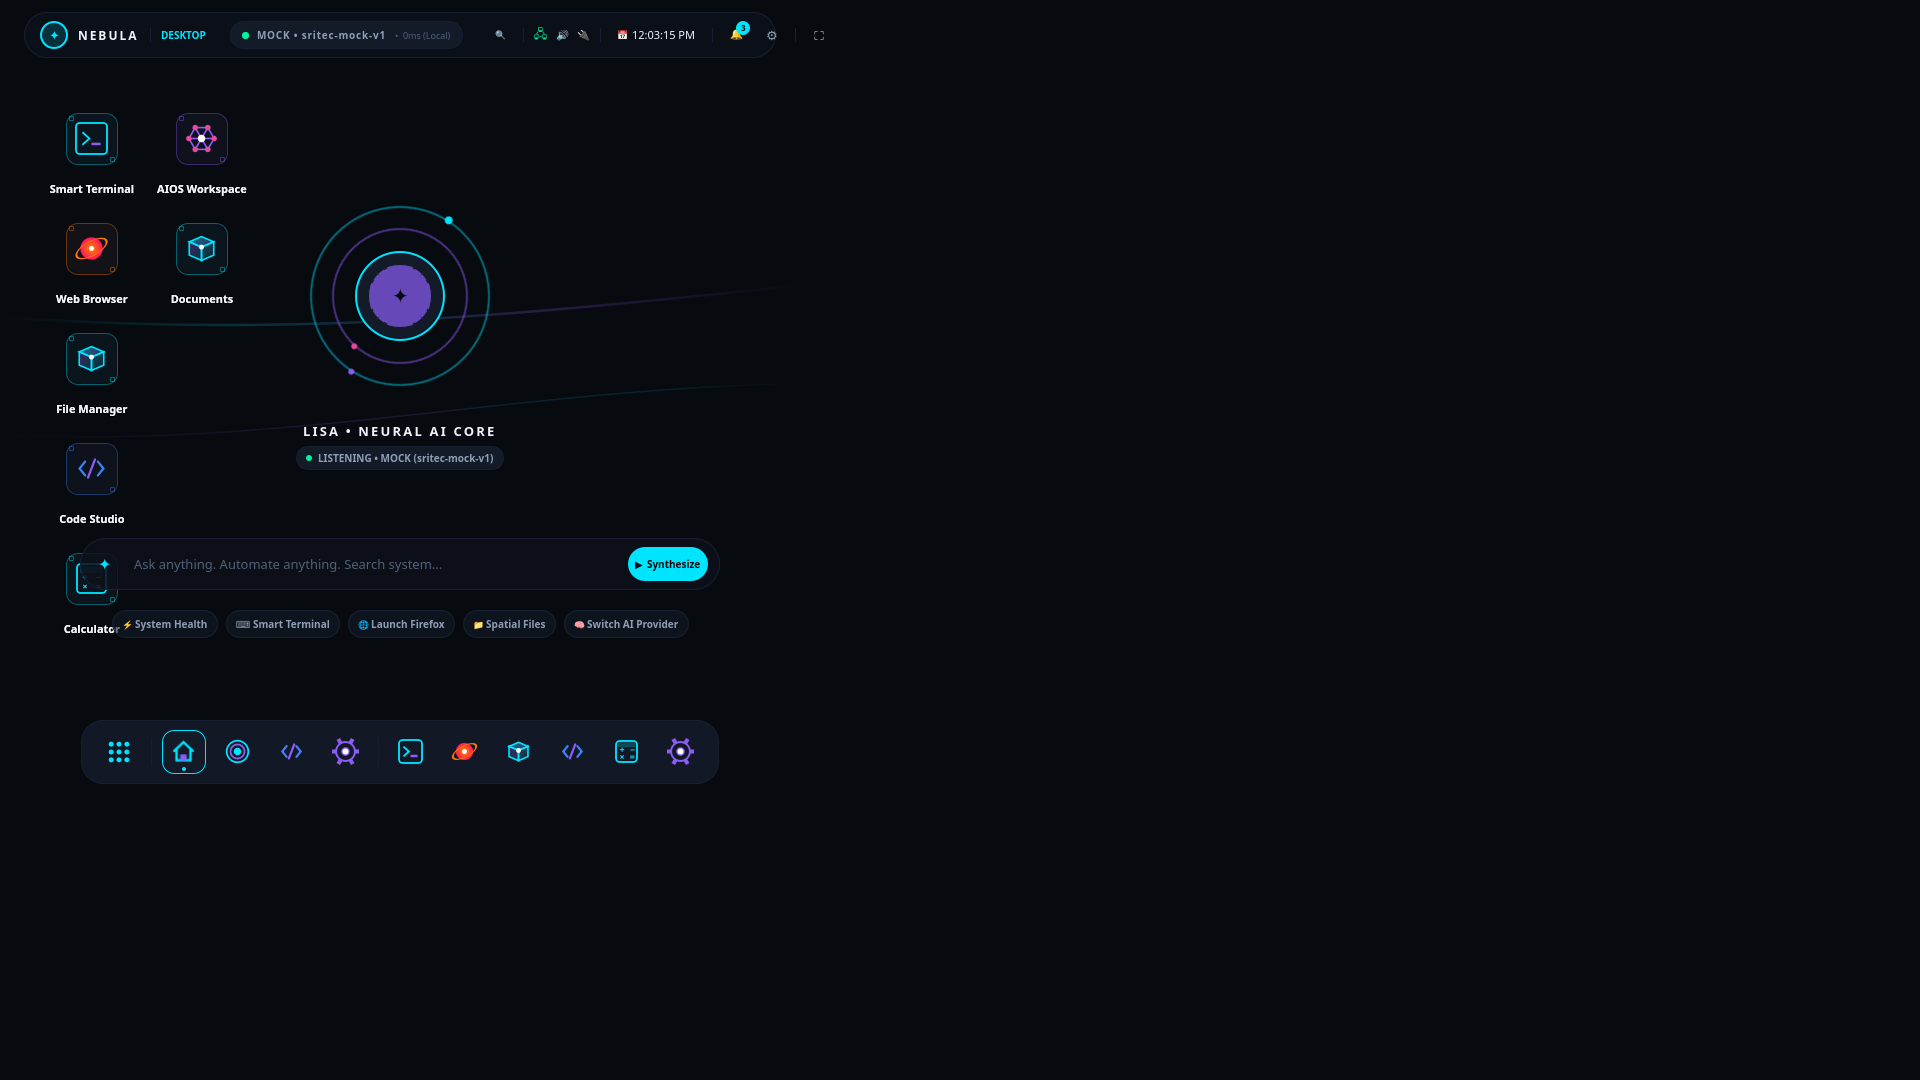 NEBULA DESKTOP MOCK • sritec-mock-v1 • 0ms (Local) 12:03:15 PM 3
Smart Terminal AIOS Workspace
Web Browser Documents
File Manager
LISA • NEURAL AI CORE
LISTENING • MOCK (sritec-mock-v1)
Code Studio
Ask anything. Automate anything. Search system... ▶ Synthesize
Calculator System Health Smart Terminal Launch Firefox Spatial Files Switch AI Provider